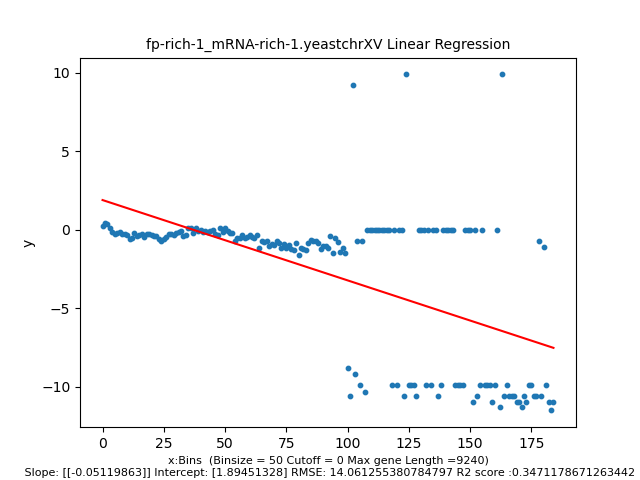 fp-rich-1_mRNA-rich-1.yeastchrXV Linear Regression
10
5
0
−5
−10
y
0 25 50 75 100 125 150 175
x:Bins  (Binsize = 50 Cutoff = 0 Max gene Length =9240)
Slope: [[-0.05119863]] Intercept: [1.89451328] RMSE: 14.061255380784797 R2 score :0.3471178671263442